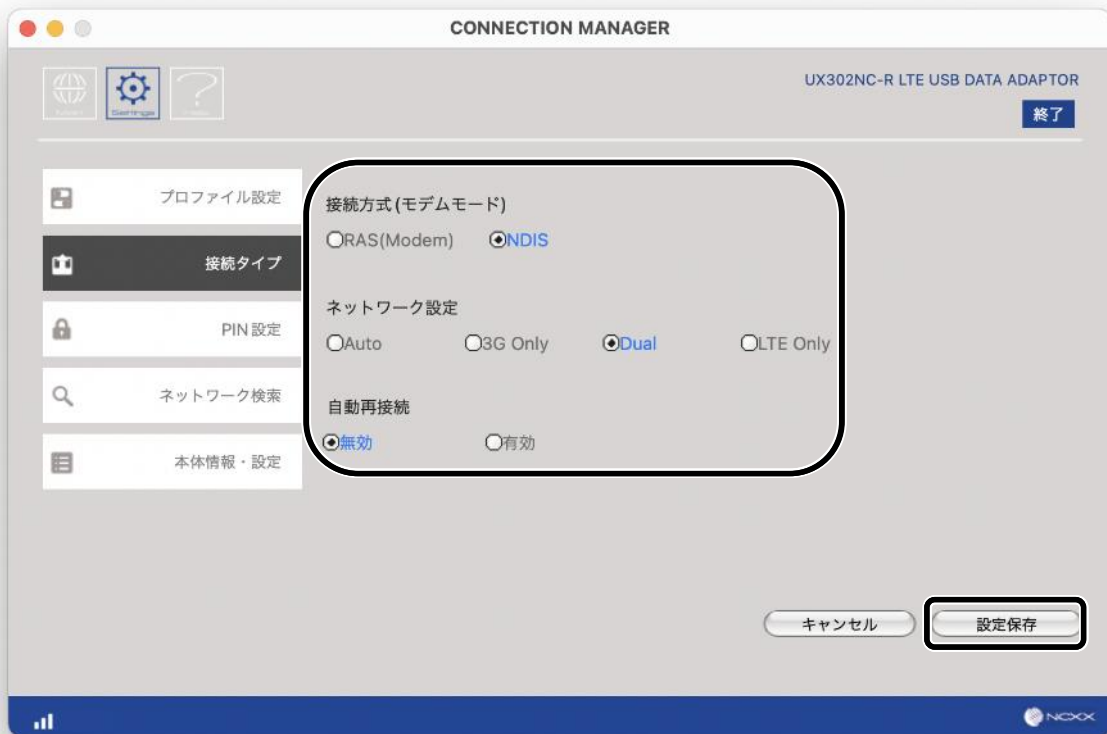 CONNECTION MANAGER
Settings
UX302NC-R LTE USB DATA ADAPTOR
終了
プロファイル設定
接続タイプ
PIN 設定
ネットワーク検索
本体情報・設定
接続方式(モデムモード)
RAS(Modem) NDIS
ネットワーク設定
Auto 3G Only Dual LTE Only
自動再接続
無効 有効
キャンセル 設定保存
NCXX